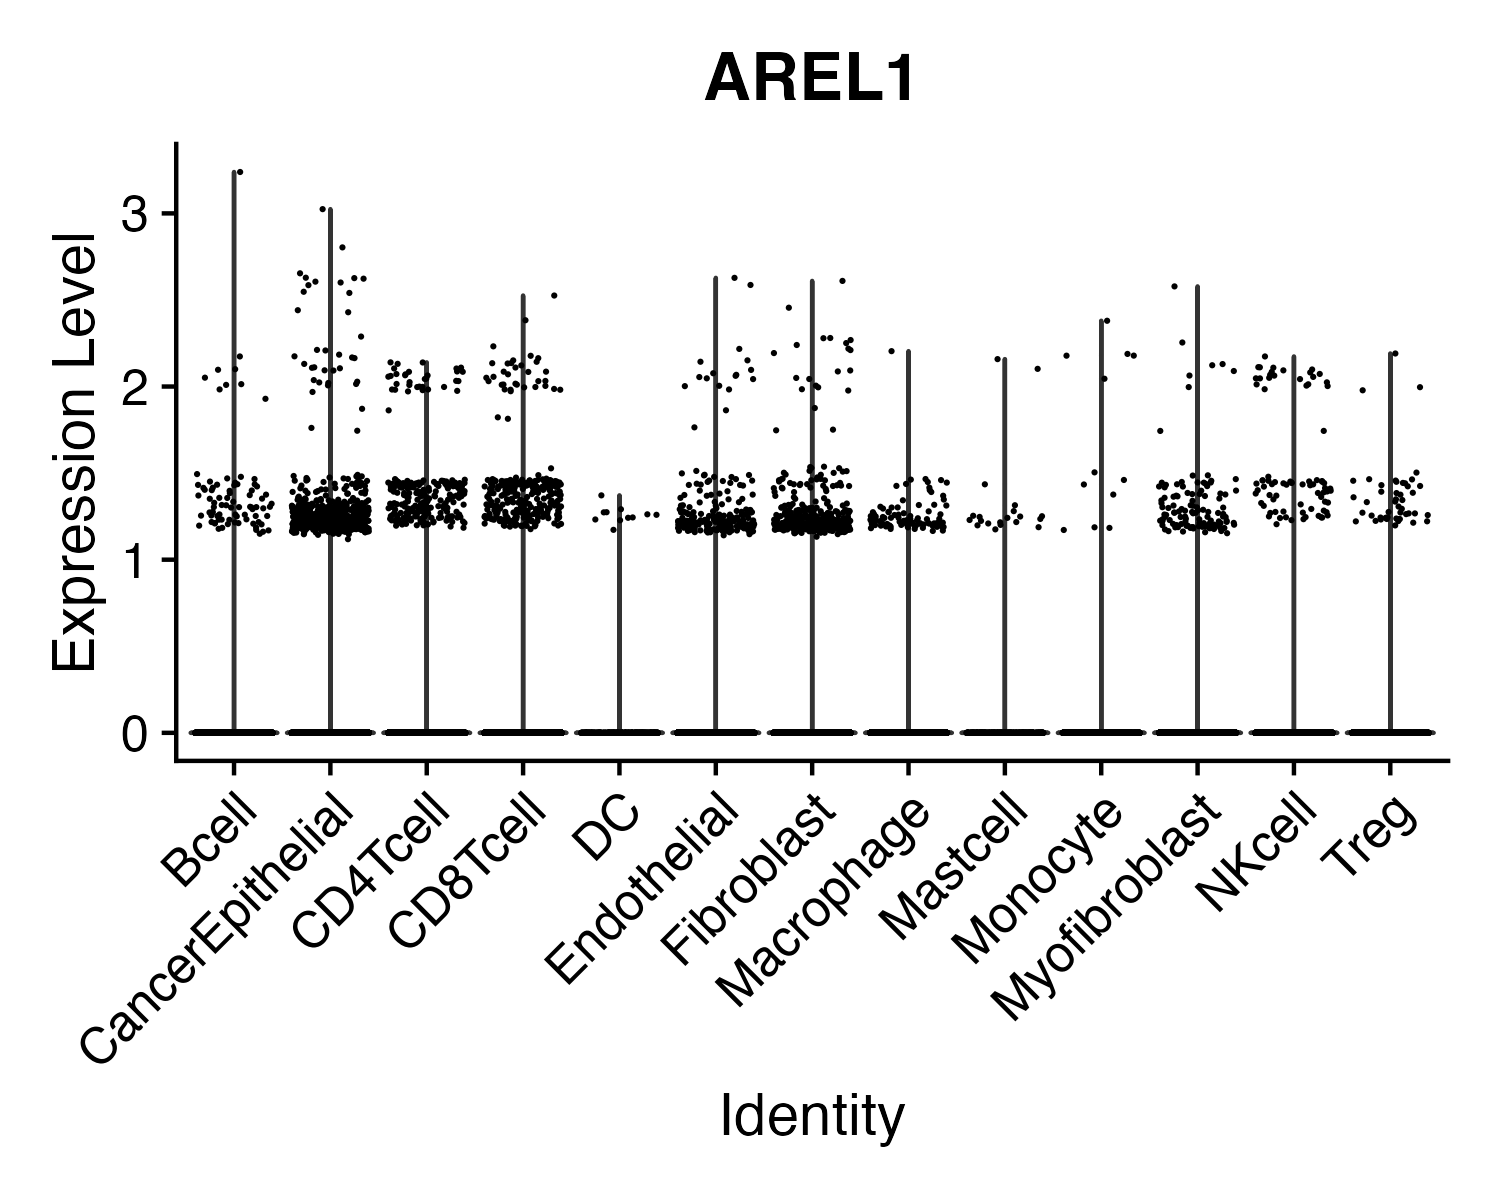 AREL1
Expression Level
3
2
1
0
Bcell
CancerEpithelial
CD4Tcell
CD8Tcell
DC
Endothelial
Fibroblast
Macrophage
Mastcell
Monocyte
Myofibroblast
NKcell
Treg
Identity